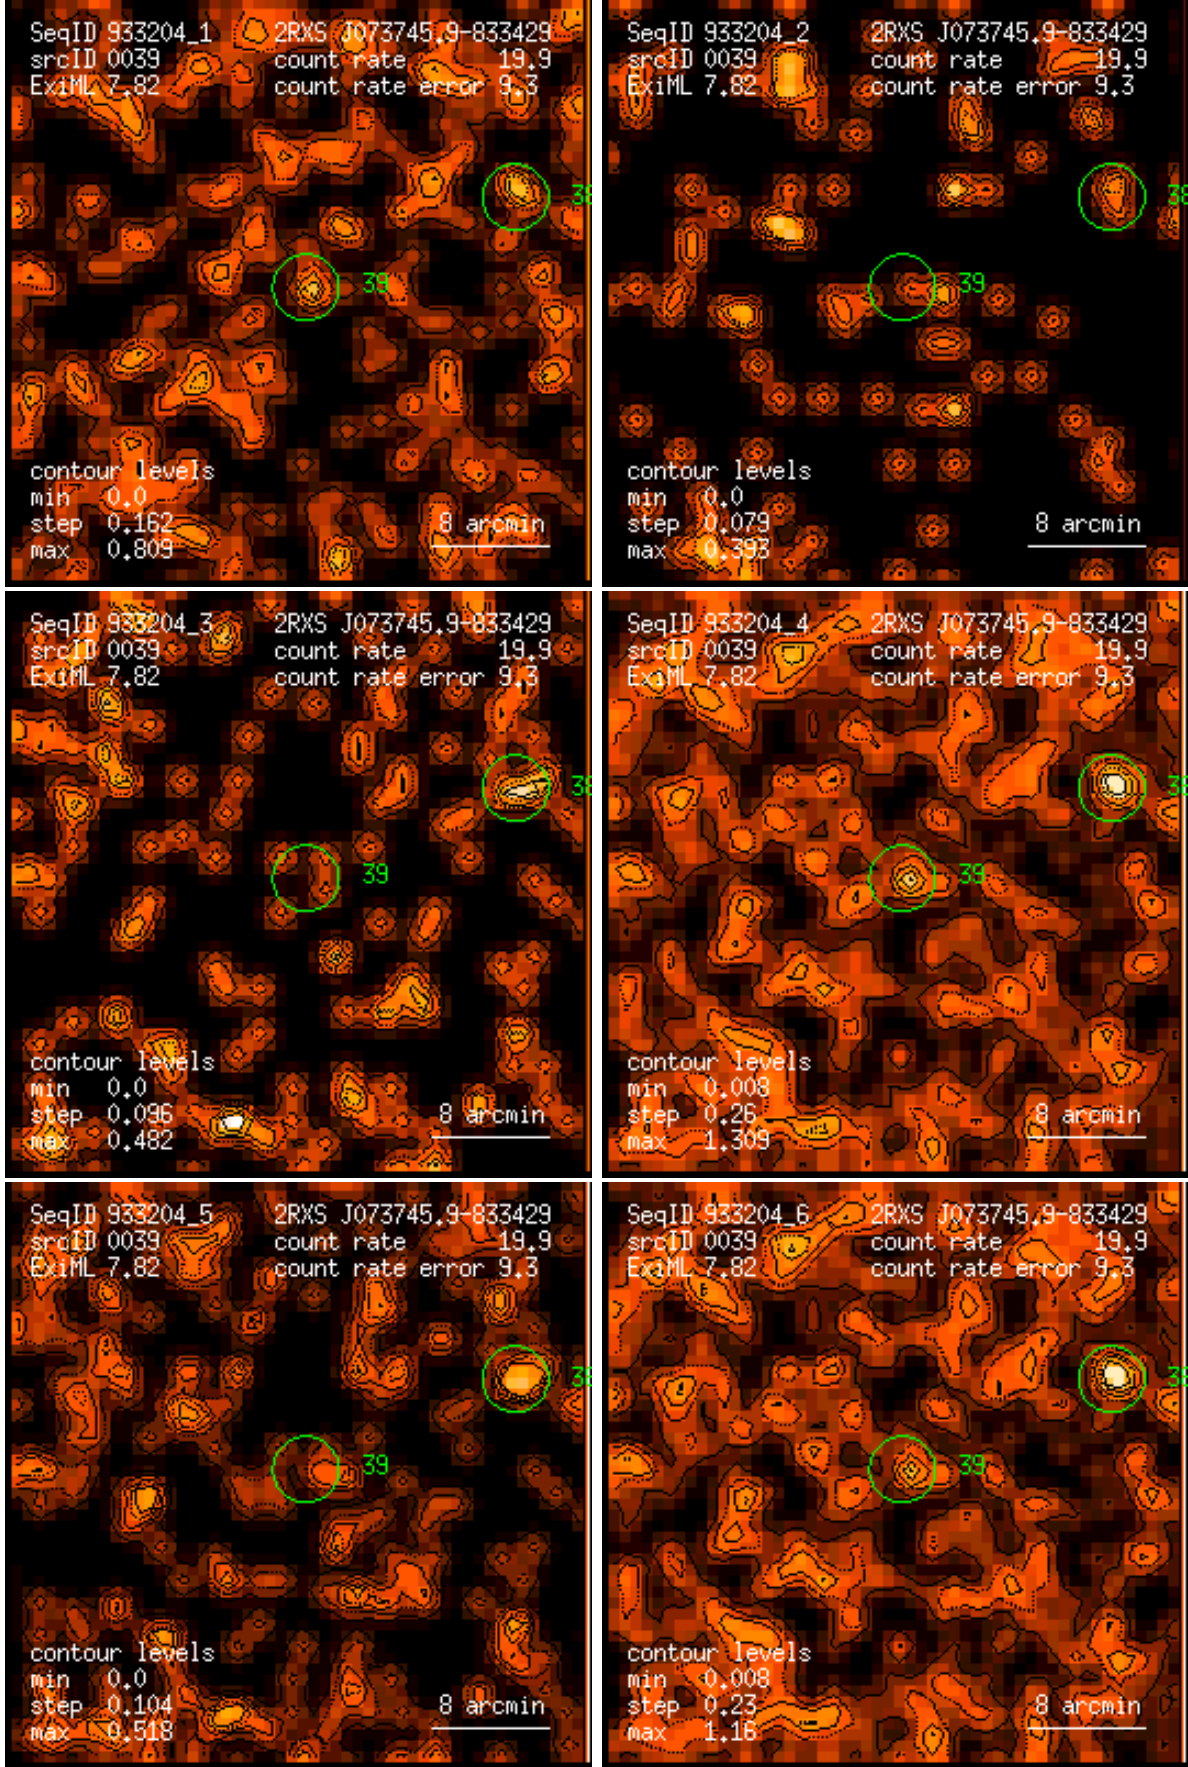 SeqID 933204_1 2RXS J073745.9-833429
srcID 0039 count rate 19.9
ExiML 7.82 count rate error 9.3
38
39
contour levels
min 0.0
step 0.162
max 0.809
8 arcmin
SeqID 933204_2 2RXS J073745.9-833429
srcID 0039 count rate 19.9
ExiML 7.82 count rate error 9.3
38
39
contour levels
min 0.0
step 0.079
max 0.393
8 arcmin
SeqID 933204_3 2RXS J073745.9-833429
srcID 0039 count rate 19.9
ExiML 7.82 count rate error 9.3
38
39
contour levels
min 0.0
step 0.096
max 0.482
8 arcmin
SeqID 933204_4 2RXS J073745.9-833429
srcID 0039 count rate 19.9
ExiML 7.82 count rate error 9.3
38
39
contour levels
min 0.008
step 0.26
max 1.309
8 arcmin
SeqID 933204_5 2RXS J073745.9-833429
srcID 0039 count rate 19.9
ExiML 7.82 count rate error 9.3
38
39
contour levels
min 0.0
step 0.104
max 0.518
8 arcmin
SeqID 933204_6 2RXS J073745.9-833429
srcID 0039 count rate 19.9
ExiML 7.82 count rate error 9.3
38
39
contour levels
min 0.008
step 0.23
max 1.16
8 arcmin